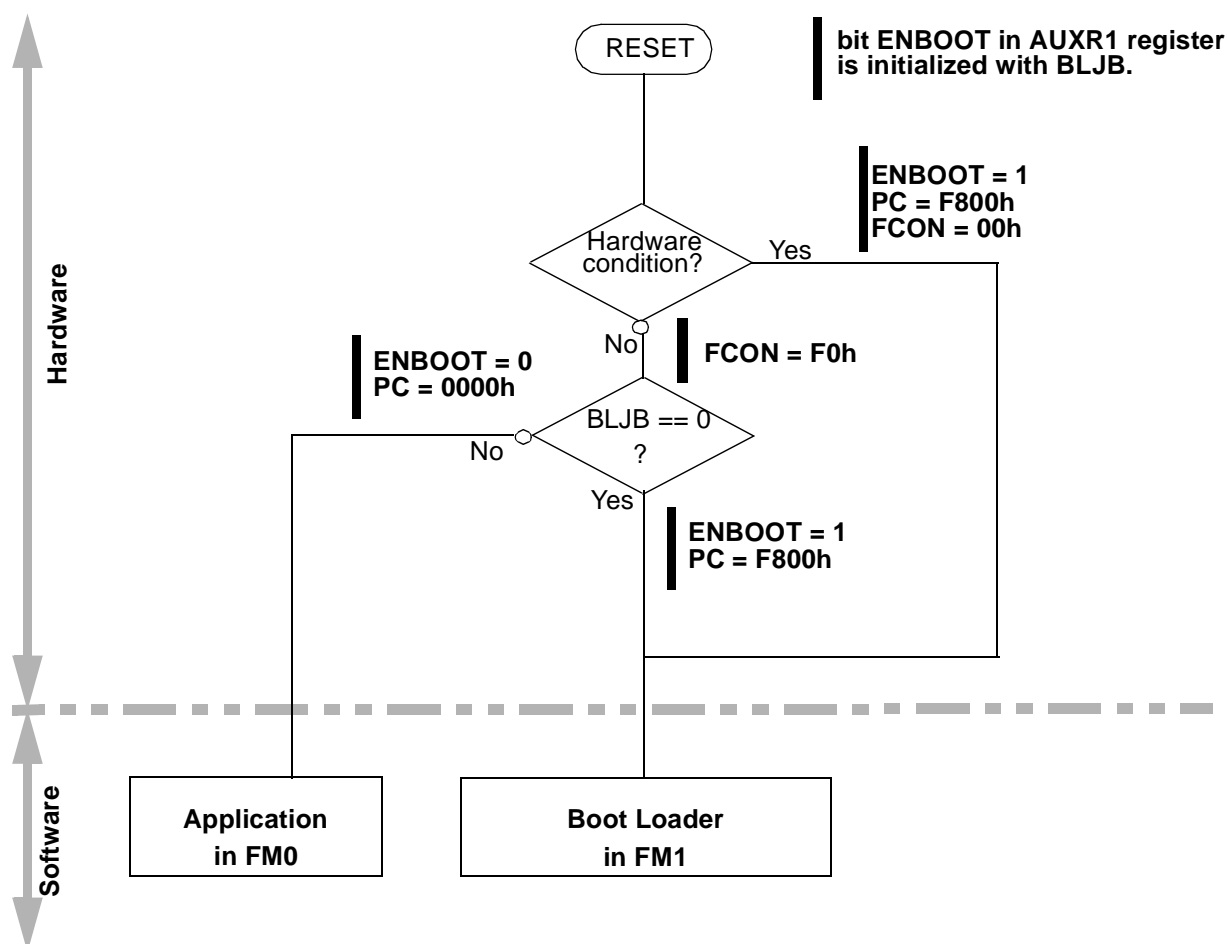 RESET
bit ENBOOT in AUXR1 register
is initialized with BLJB.
ENBOOT = 1
PC = F800h
FCON = 00h
Hardware
condition?
Yes
No
FCON = F0h
Hardware
ENBOOT = 0
PC = 0000h
BLJB == 0
?
No
Yes
ENBOOT = 1
PC = F800h
Software
Application
in FM0
Boot Loader
in FM1